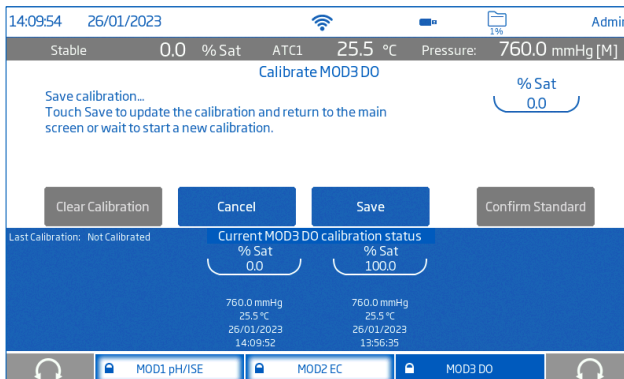 14:09:54 26/01/2023 1% Admin
Stable 0.0 % Sat ATC1 25.5 °C Pressure: 760.0 mmHg [M]
Calibrate MOD3 DO
% Sat
0.0
Save calibration...
Touch Save to update the calibration and return to the main
screen or wait to start a new calibration.
Clear Calibration Cancel Save Confirm Standard
Last Calibration: Not Calibrated Current MOD3 DO calibration status
% Sat % Sat
0.0 100.0
760.0 mmHg 760.0 mmHg
25.5 °C 25.5 °C
26/01/2023 26/01/2023
14:09:52 13:56:35
MOD1 pH/ISE MOD2 EC MOD3 DO